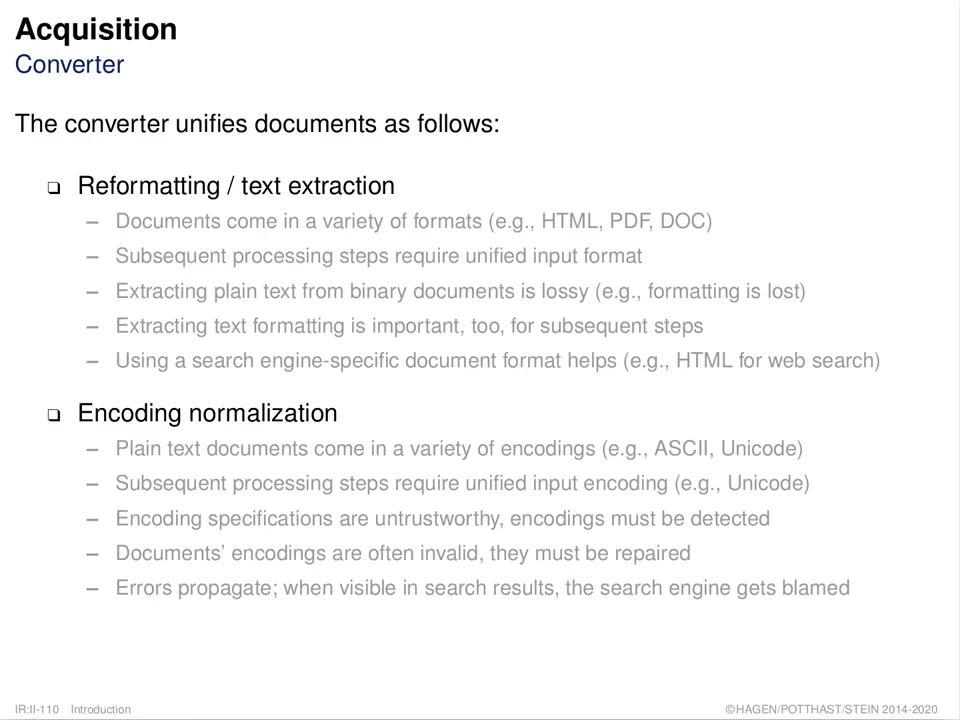 Acquisition
Converter
The converter unifies documents as follows:
❑ Reformatting / text extraction
– Documents come in a variety of formats (e.g., HTML, PDF, DOC)
– Subsequent processing steps require unified input format
– Extracting plain text from binary documents is lossy (e.g., formatting is lost)
– Extracting text formatting is important, too, for subsequent steps
– Using a search engine-specific document format helps (e.g., HTML for web search)
❑ Encoding normalization
– Plain text documents come in a variety of encodings (e.g., ASCII, Unicode)
– Subsequent processing steps require unified input encoding (e.g., Unicode)
– Encoding specifications are untrustworthy, encodings must be detected
– Documents’ encodings are often invalid, they must be repaired
– Errors propagate; when visible in search results, the search engine gets blamed
IR:II-110 Introduction ©HAGEN/POTTHAST/STEIN 2014-2020